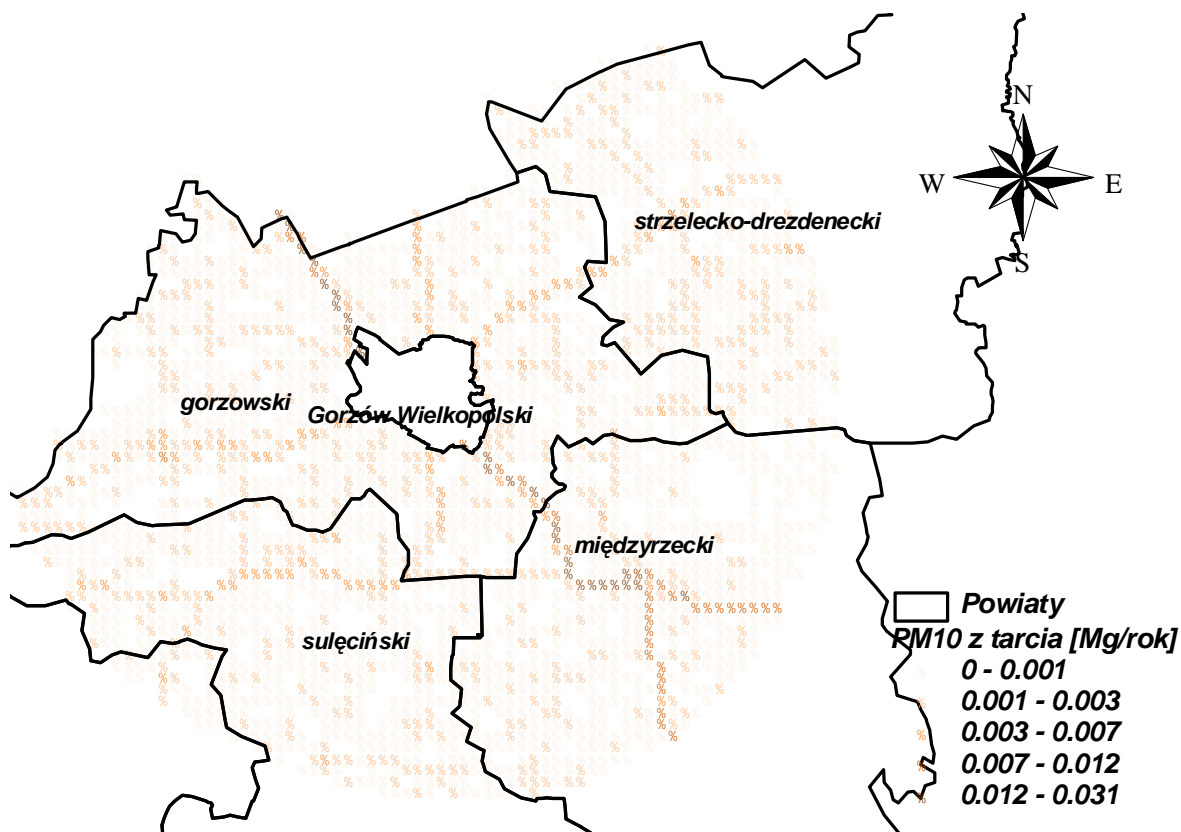 N
W E
S
strzelecko-drezdenecki
gorzowski
Gorzów Wielkopolski
międzyrzecki
sulęciński
Powiaty
PM10 z tarcia [Mg/rok]
0 - 0.001
0.001 - 0.003
0.003 - 0.007
0.007 - 0.012
0.012 - 0.031